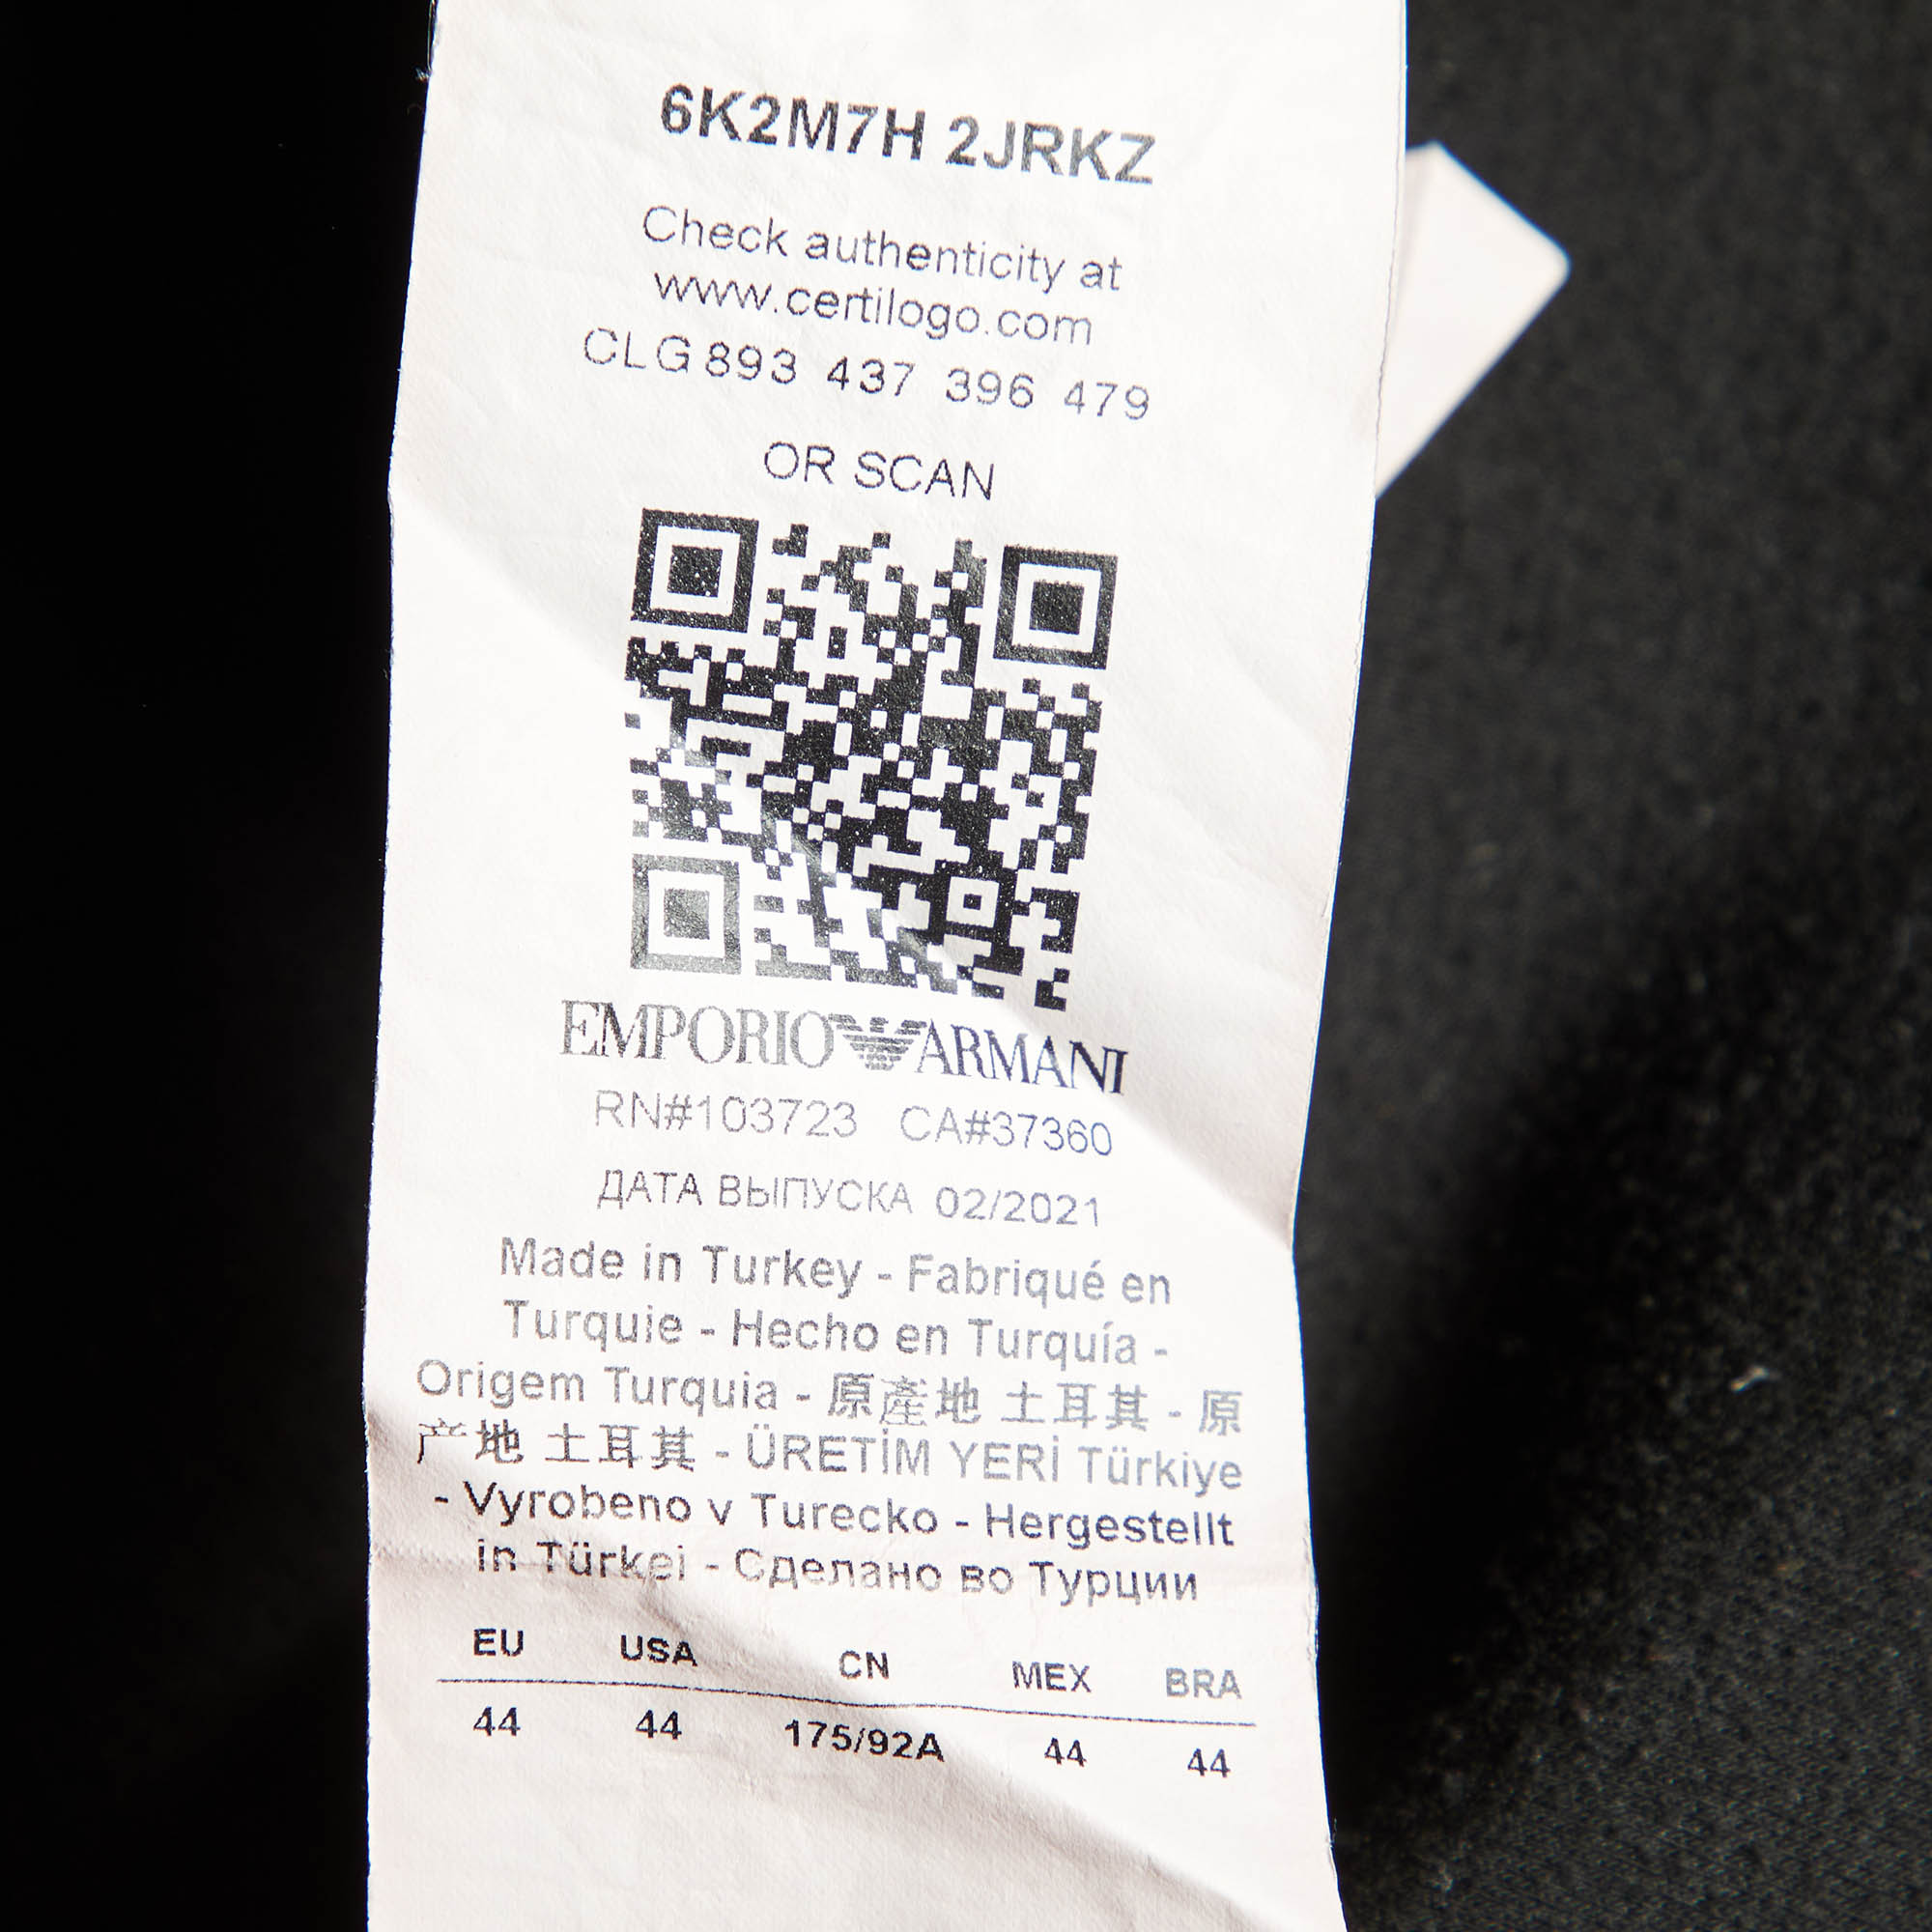 6K2M7H 2JRKZ
Check authenticity at
www.certilogo.com
CLG 893 437 396 479
OR SCAN
EMPORIO ARMANI
RN#103723 CA#37360
ДАТА ВЫПУСКА 02/2021
Made in Turkey - Fabriqué en
Turquie - Hecho en Turquía -
Origem Turquia - 原產地 土耳其 - 原
产地 土耳其 - ÜRETİM YERİ Türkiye
- Vyrobeno v Turecko - Hergestellt
in Türkei - Сделано во Турции
EU USA CN MEX BRA
44 44 175/92A 44 44